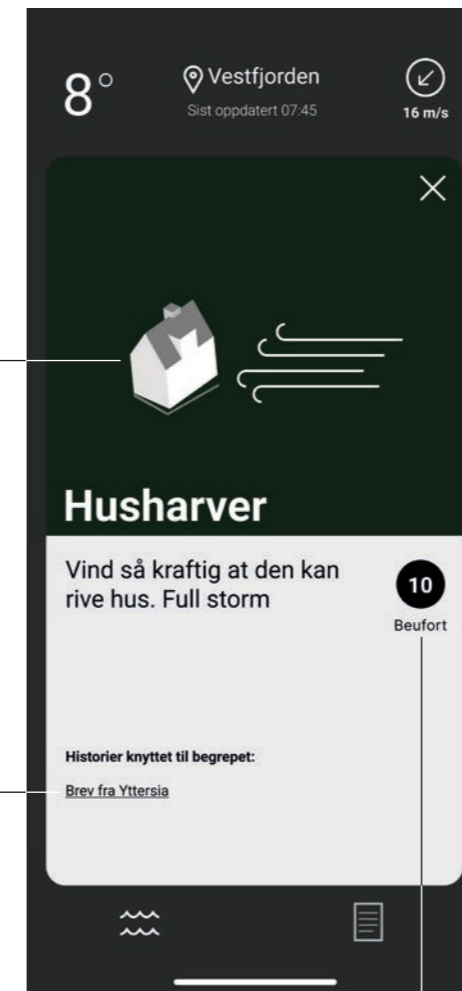 8°
Vestfjorden
Sist oppdatert 07:45
16 m/s
Husharver
Vind så kraftig at den kan
rive hus. Full storm
10
Beufort
Historier knyttet til begrepet:
Brev fra Yttersia